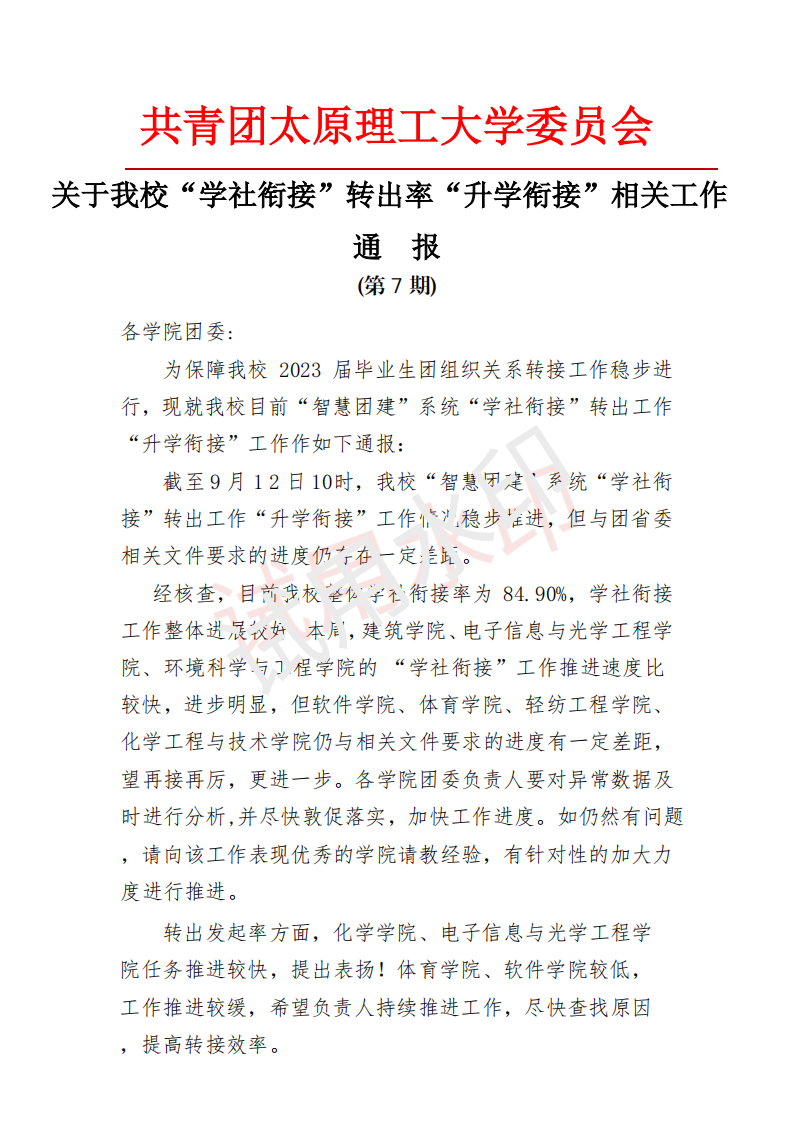 共青团太原理工大学委员会
关于我校“学社衔接”转出率“升学衔接”相关工作
通 报
(第 7 期)
各学院团委:
为保障我校 2023 届毕业生团组织关系转接工作稳步进
行，现就我校目前“智慧团建”系统“学社衔接”转出工作
“升学衔接”工作作如下通报：
截至９月１２日10时，我校“智慧团建”系统“学社衔
接”转出工作“升学衔接”工作情况稳步推进，但与团省委
相关文件要求的进度仍存在一定差距。
经核查，目前我校整体学社衔接率为 84.90%，学社衔接
工作整体进展较好 本周，建筑学院、电子信息与光学工程学
院、环境科学与工程学院的 “学社衔接”工作推进速度比
较快，进步明显，但软件学院、体育学院、轻纺工程学院、
化学工程与技术学院仍与相关文件要求的进度有一定差距，
望再接再厉，更进一步。各学院团委负责人要对异常数据及
时进行分析,并尽快敦促落实，加快工作进度。如仍然有问题
，请向该工作表现优秀的学院请教经验，有针对性的加大力
度进行推进。
转出发起率方面，化学学院、电子信息与光学工程学
院任务推进较快，提出表扬！体育学院、软件学院较低，
工作推进较缓，希望负责人持续推进工作，尽快查找原因
，提高转接效率。
试用水印